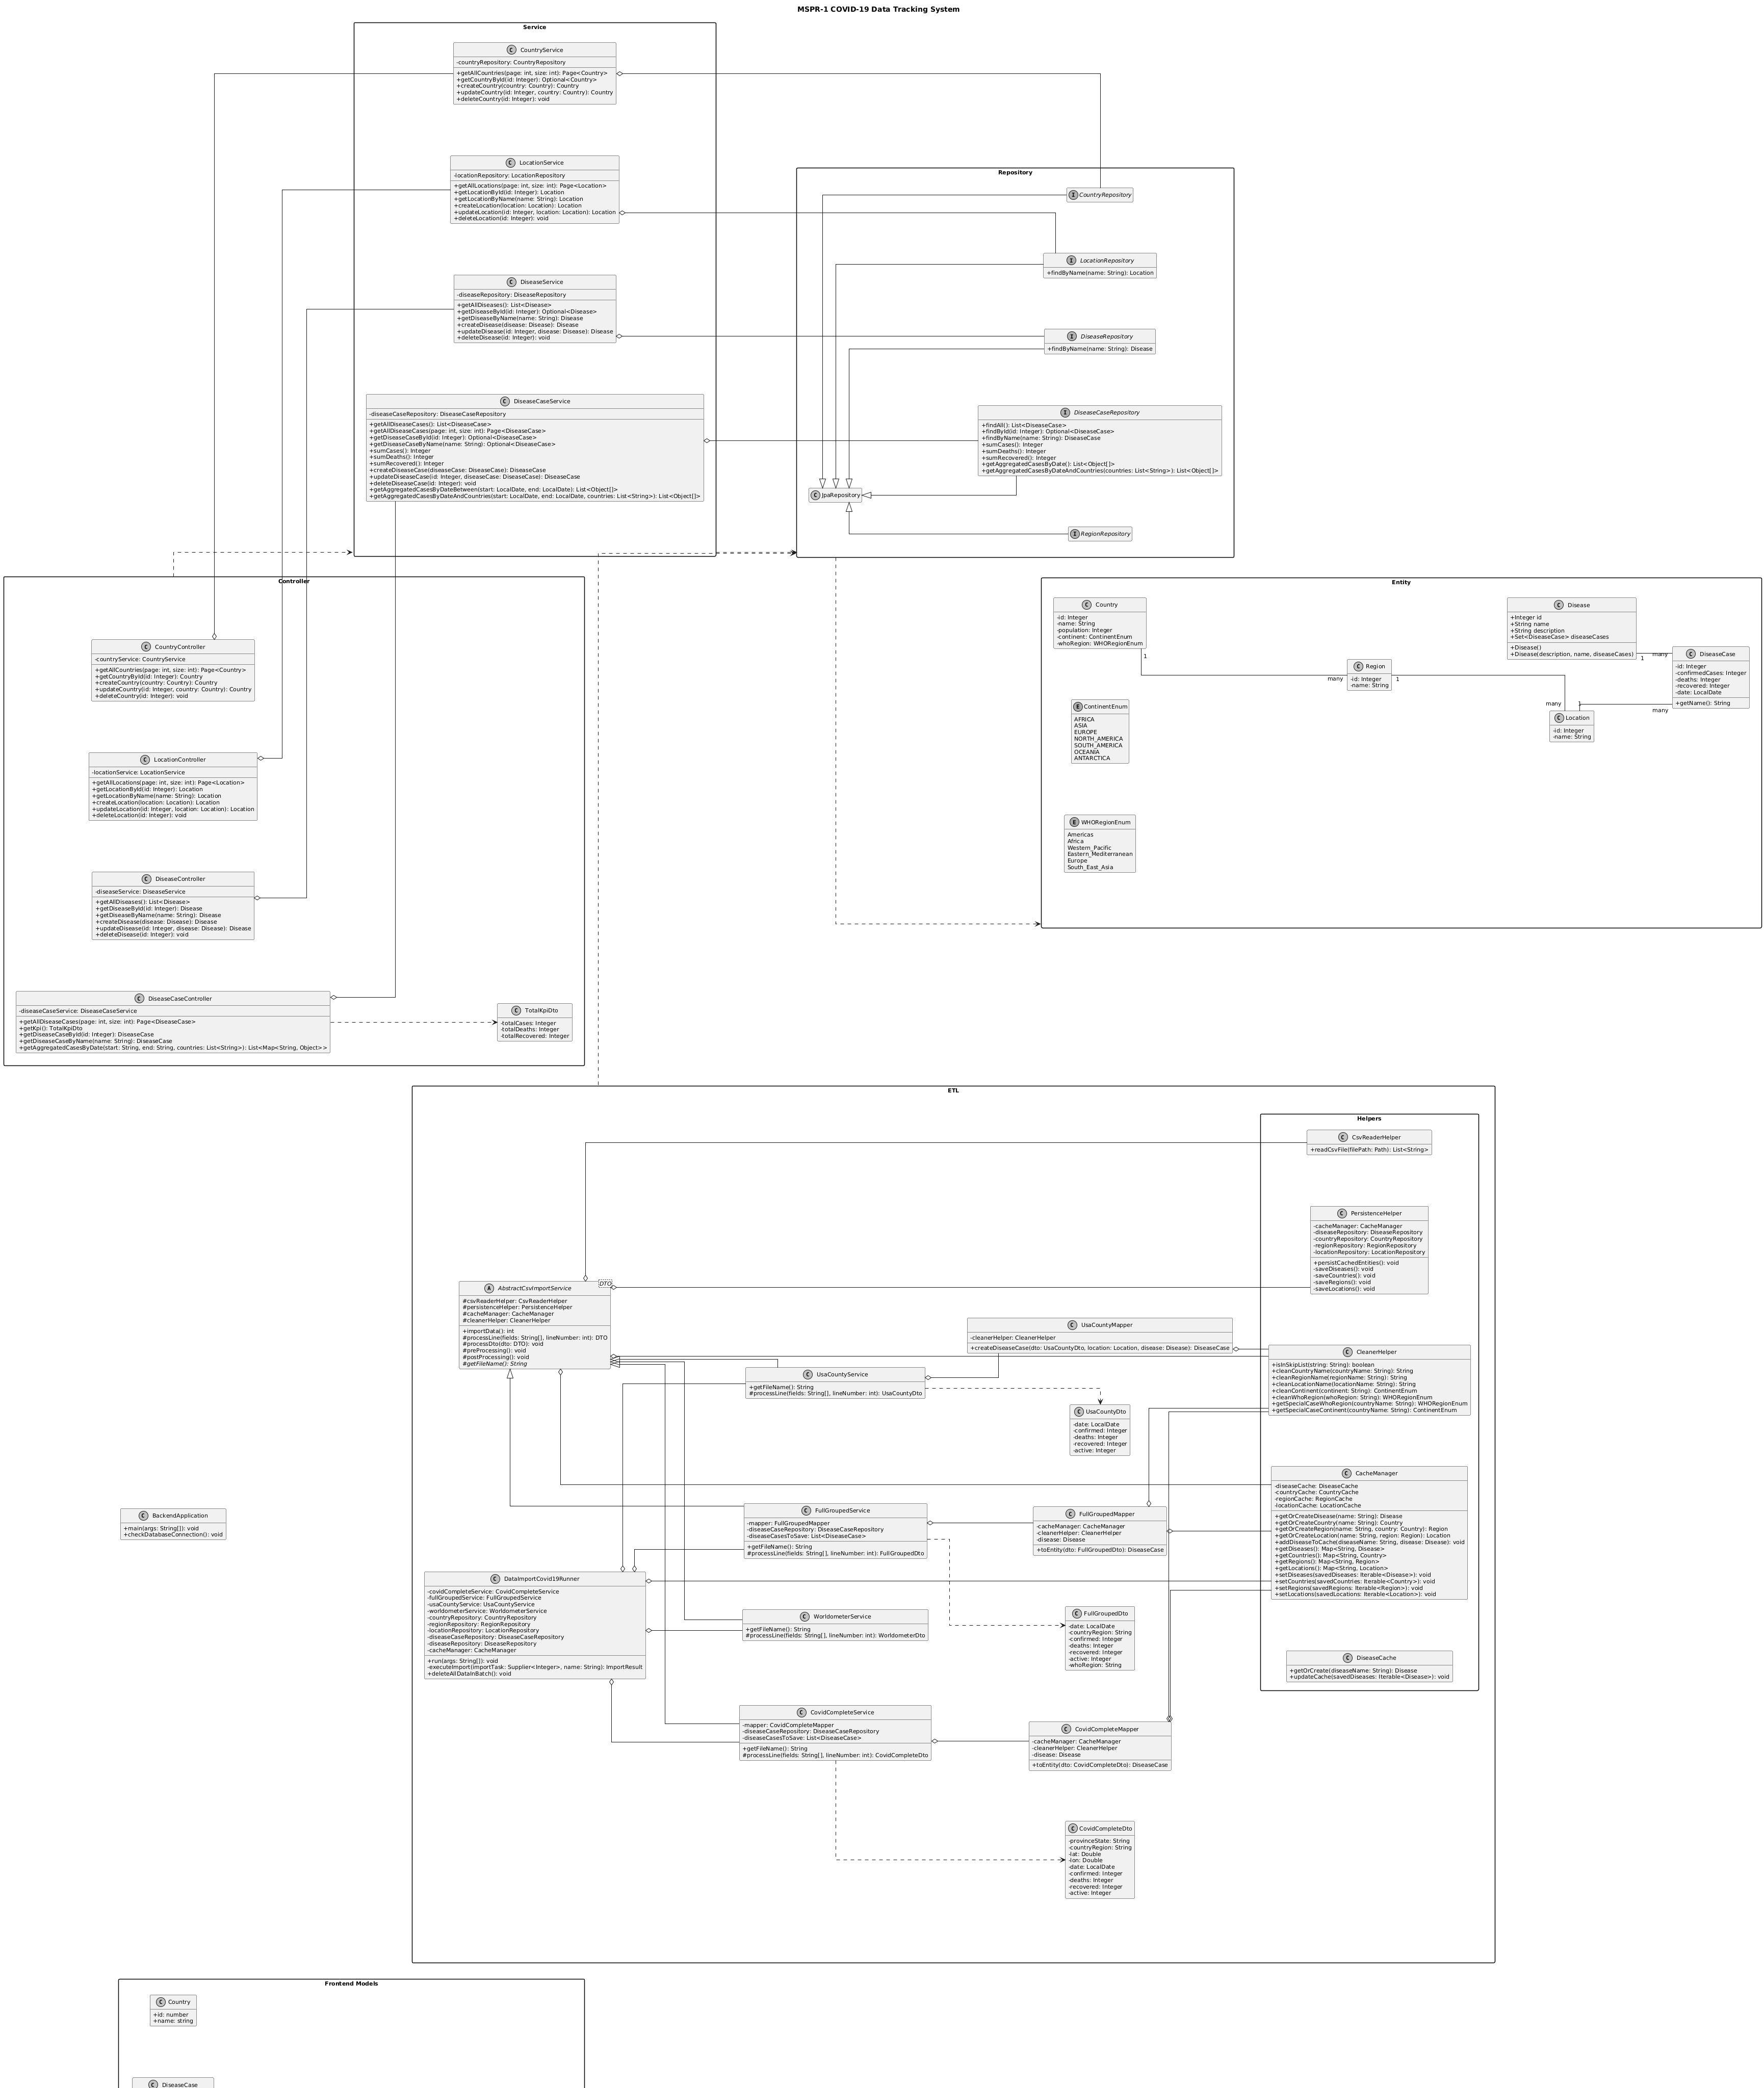 MSPR-1 COVID-19 Data Tracking System
Service
C CountryService
-countryRepository: CountryRepository
+getAllCountries(page: int, size: int): Page<Country>
+getCountryById(id: Integer): Optional<Country>
+createCountry(country: Country): Country
+updateCountry(id: Integer, country: Country): Country
+deleteCountry(id: Integer): void
C LocationService
-locationRepository: LocationRepository
+getAllLocations(page: int, size: int): Page<Location>
+getLocationById(id: Integer): Location
+getLocationByName(name: String): Location
+createLocation(location: Location): Location
+updateLocation(id: Integer, location: Location): Location
+deleteLocation(id: Integer): void
C DiseaseService
-diseaseRepository: DiseaseRepository
+getAllDiseases(): List<Disease>
+getDiseaseById(id: Integer): Optional<Disease>
+getDiseaseByName(name: String): Disease
+createDisease(disease: Disease): Disease
+updateDisease(id: Integer, disease: Disease): Disease
+deleteDisease(id: Integer): void
C DiseaseCaseService
-diseaseCaseRepository: DiseaseCaseRepository
+getAllDiseaseCases(): List<DiseaseCase>
+getAllDiseaseCases(page: int, size: int): Page<DiseaseCase>
+getDiseaseCaseById(id: Integer): Optional<DiseaseCase>
+getDiseaseCaseByName(name: String): Optional<DiseaseCase>
+sumCases(): Integer
+sumDeaths(): Integer
+sumRecovered(): Integer
+createDiseaseCase(diseaseCase: DiseaseCase): DiseaseCase
+updateDiseaseCase(id: Integer, diseaseCase: DiseaseCase): DiseaseCase
+deleteDiseaseCase(id: Integer): void
+getAggregatedCasesByDateBetween(start: LocalDate, end: LocalDate): List<Object[]>
+getAggregatedCasesByDateAndCountries(start: LocalDate, end: LocalDate, countries: List<String>): List<Object[]>
Repository
I CountryRepository
I LocationRepository
+findByName(name: String): Location
I DiseaseRepository
+findByName(name: String): Disease
I DiseaseCaseRepository
+findAll(): List<DiseaseCase>
+findById(id: Integer): Optional<DiseaseCase>
+findByName(name: String): DiseaseCase
+sumCases(): Integer
+sumDeaths(): Integer
+sumRecovered(): Integer
+getAggregatedCasesByDate(): List<Object[]>
+getAggregatedCasesByDateAndCountries(countries: List<String>): List<Object[]>
C JpaRepository
I RegionRepository
Controller
C CountryController
-countryService: CountryService
+getAllCountries(page: int, size: int): Page<Country>
+getCountryById(id: Integer): Country
+createCountry(country: Country): Country
+updateCountry(id: Integer, country: Country): Country
+deleteCountry(id: Integer): void
C LocationController
-locationService: LocationService
+getAllLocations(page: int, size: int): Page<Location>
+getLocationById(id: Integer): Location
+getLocationByName(name: String): Location
+createLocation(location: Location): Location
+updateLocation(id: Integer, location: Location): Location
+deleteLocation(id: Integer): void
C DiseaseController
-diseaseService: DiseaseService
+getAllDiseases(): List<Disease>
+getDiseaseById(id: Integer): Disease
+getDiseaseByName(name: String): Disease
+createDisease(disease: Disease): Disease
+updateDisease(id: Integer, disease: Disease): Disease
+deleteDisease(id: Integer): void
C DiseaseCaseController
-diseaseCaseService: DiseaseCaseService
+getAllDiseaseCases(page: int, size: int): Page<DiseaseCase>
+getKpi(): TotalKpiDto
+getDiseaseCaseById(id: Integer): DiseaseCase
+getDiseaseCaseByName(name: String): DiseaseCase
+getAggregatedCasesByDate(start: String, end: String, countries: List<String>): List<Map<String, Object>>
C TotalKpiDto
-totalCases: Integer
-totalDeaths: Integer
-totalRecovered: Integer
Entity
C Country
-id: Integer
-name: String
-population: Integer
-continent: ContinentEnum
-whoRegion: WHORegionEnum
1
many
C Region
-id: Integer
-name: String
1
many
C Disease
+Integer id
+String name
+String description
+Set<DiseaseCase> diseaseCases
+Disease()
+Disease(description, name, diseaseCases)
1
many
C DiseaseCase
-id: Integer
-confirmedCases: Integer
-deaths: Integer
-recovered: Integer
-date: LocalDate
+getName(): String
1
many
C Location
-id: Integer
-name: String
E ContinentEnum
AFRICA
ASIA
EUROPE
NORTH_AMERICA
SOUTH_AMERICA
OCEANIA
ANTARCTICA
E WHORegionEnum
Americas
Africa
Western_Pacific
Eastern_Mediterranean
Europe
South_East_Asia
ETL
Helpers
C CsvReaderHelper
+readCsvFile(filePath: Path): List<String>
C PersistenceHelper
-cacheManager: CacheManager
-diseaseRepository: DiseaseRepository
-countryRepository: CountryRepository
-regionRepository: RegionRepository
-locationRepository: LocationRepository
+persistCachedEntities(): void
-saveDiseases(): void
-saveCountries(): void
-saveRegions(): void
-saveLocations(): void
A AbstractCsvImportService
DTO
#csvReaderHelper: CsvReaderHelper
#persistenceHelper: PersistenceHelper
#cacheManager: CacheManager
#cleanerHelper: CleanerHelper
+importData(): int
#processLine(fields: String[], lineNumber: int): DTO
#processDto(dto: DTO): void
#preProcessing(): void
#postProcessing(): void
#getFileName(): String
C UsaCountyMapper
-cleanerHelper: CleanerHelper
+createDiseaseCase(dto: UsaCountyDto, location: Location, disease: Disease): DiseaseCase
C CleanerHelper
+isInSkipList(string: String): boolean
+cleanCountryName(countryName: String): String
+cleanRegionName(regionName: String): String
+cleanLocationName(locationName: String): String
+cleanContinent(continent: String): ContinentEnum
+cleanWhoRegion(whoRegion: String): WHORegionEnum
+getSpecialCaseWhoRegion(countryName: String): WHORegionEnum
+getSpecialCaseContinent(countryName: String): ContinentEnum
C UsaCountyService
+getFileName(): String
#processLine(fields: String[], lineNumber: int): UsaCountyDto
C UsaCountyDto
-date: LocalDate
-confirmed: Integer
-deaths: Integer
-recovered: Integer
-active: Integer
C CacheManager
-diseaseCache: DiseaseCache
-countryCache: CountryCache
-regionCache: RegionCache
-locationCache: LocationCache
+getOrCreateDisease(name: String): Disease
+getOrCreateCountry(name: String): Country
+getOrCreateRegion(name: String, country: Country): Region
+getOrCreateLocation(name: String, region: Region): Location
+addDiseaseToCache(diseaseName: String, disease: Disease): void
+getDiseases(): Map<String, Disease>
+getCountries(): Map<String, Country>
+getRegions(): Map<String, Region>
+getLocations(): Map<String, Location>
+setDiseases(savedDiseases: Iterable<Disease>): void
+setCountries(savedCountries: Iterable<Country>): void
+setRegions(savedRegions: Iterable<Region>): void
+setLocations(savedLocations: Iterable<Location>): void
C FullGroupedService
-mapper: FullGroupedMapper
-diseaseCaseRepository: DiseaseCaseRepository
-diseaseCasesToSave: List<DiseaseCase>
+getFileName(): String
#processLine(fields: String[], lineNumber: int): FullGroupedDto
C FullGroupedMapper
-cacheManager: CacheManager
-cleanerHelper: CleanerHelper
-disease: Disease
+toEntity(dto: FullGroupedDto): DiseaseCase
C BackendApplication
+main(args: String[]): void
+checkDatabaseConnection(): void
C DataImportCovid19Runner
-covidCompleteService: CovidCompleteService
-fullGroupedService: FullGroupedService
-usaCountyService: UsaCountyService
-worldometerService: WorldometerService
-countryRepository: CountryRepository
-regionRepository: RegionRepository
-locationRepository: LocationRepository
-diseaseCaseRepository: DiseaseCaseRepository
-diseaseRepository: DiseaseRepository
-cacheManager: CacheManager
+run(args: String[]): void
-executeImport(importTask: Supplier<Integer>, name: String): ImportResult
+deleteAllDataInBatch(): void
C WorldometerService
+getFileName(): String
#processLine(fields: String[], lineNumber: int): WorldometerDto
C FullGroupedDto
-date: LocalDate
-countryRegion: String
-confirmed: Integer
-deaths: Integer
-recovered: Integer
-active: Integer
-whoRegion: String
C DiseaseCache
+getOrCreate(diseaseName: String): Disease
+updateCache(savedDiseases: Iterable<Disease>): void
C CovidCompleteService
-mapper: CovidCompleteMapper
-diseaseCaseRepository: DiseaseCaseRepository
-diseaseCasesToSave: List<DiseaseCase>
+getFileName(): String
#processLine(fields: String[], lineNumber: int): CovidCompleteDto
C CovidCompleteMapper
-cacheManager: CacheManager
-cleanerHelper: CleanerHelper
-disease: Disease
+toEntity(dto: CovidCompleteDto): DiseaseCase
C CovidCompleteDto
-provinceState: String
-countryRegion: String
-lat: Double
-lon: Double
-date: LocalDate
-confirmed: Integer
-deaths: Integer
-recovered: Integer
-active: Integer
Frontend Models
C Country
+id: number
+name: string
C DiseaseCase